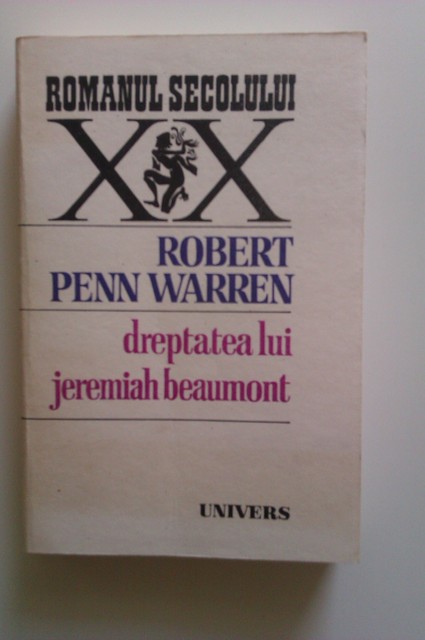 ROMANUL SECOLULUI
XX
ROBERT
PENN WARREN
dreptatea lui
jeremiah beaumont
UNIVERS